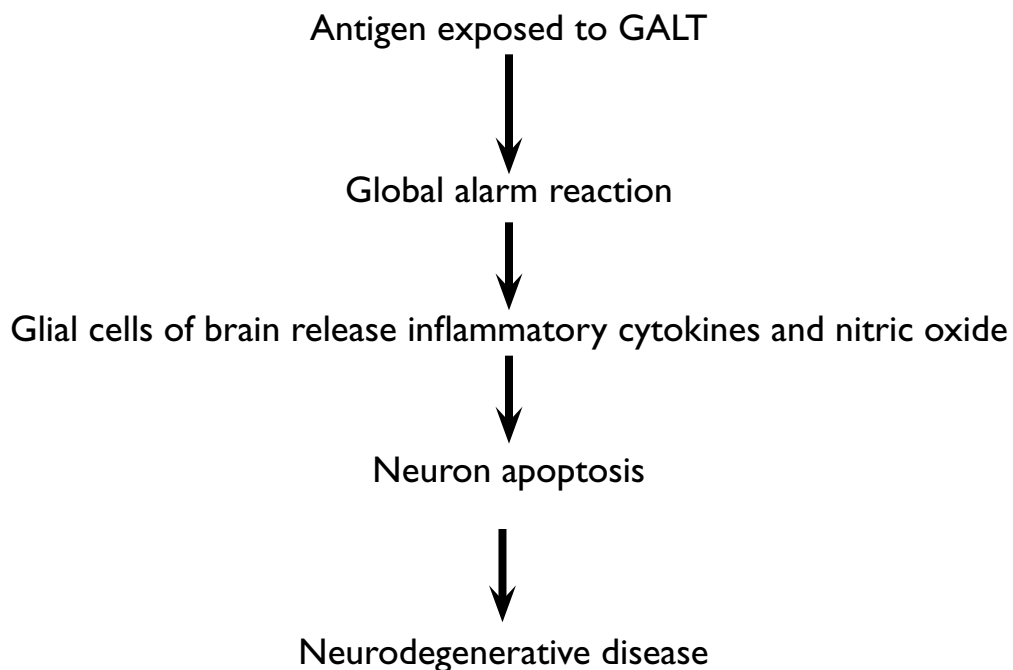 Antigen exposed to GALT
Global alarm reaction
Glial cells of brain release inflammatory cytokines and nitric oxide
Neuron apoptosis
Neurodegenerative disease